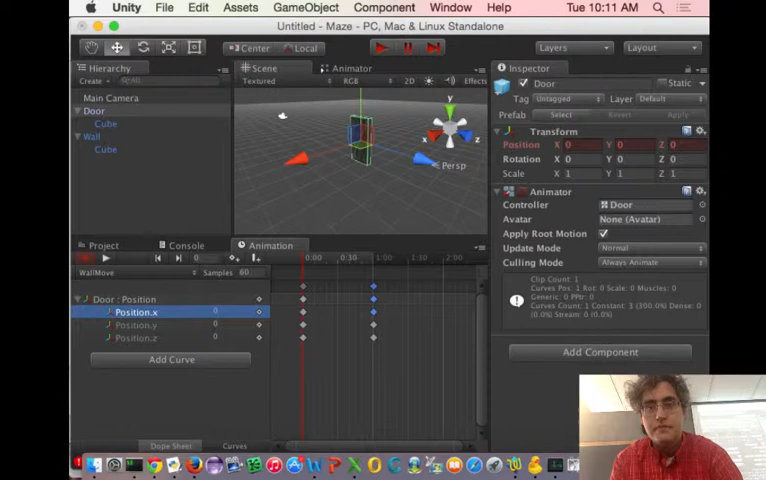 Unity File Edit Assets GameObject Component Window Help Tue 10:11 AM
Untitled - Maze - PC, Mac & Linux Standalone
Center Local Layers Layout
Hierarchy
Create
Main Camera
Door
Cube
Wall
Cube
Scene Animator
Textured RGB 2D Effects
y
x
z
Persp
Inspector
Door Static
Tag Untagged Layer Default
Prefab Select Revert Apply
Transform
Position X 0 Y 0 Z 0
Rotation X 0 Y 0 Z 0
Scale X 1 Y 1 Z 1
Animator
Controller Door
Avatar None (Avatar)
Apply Root Motion
Update Mode Normal
Culling Mode Always Animate
Clip Count: 1
Curves Pos: 1 Rot: 0 Scale: 0 Muscles: 0
Generic: 0 PPtr: 0
Curves Count: 1 Constant: 3 (300.0%) Dense: 0
(0.0%) Stream: 0 (0.0%)
Add Component
Project Console Animation
0 0:00 0:30 1:00 1:30 2:00
WallMove Samples 60
Door : Position
Position.x 0
Position.y 0
Position.z 0
Add Curve
Dope Sheet Curves